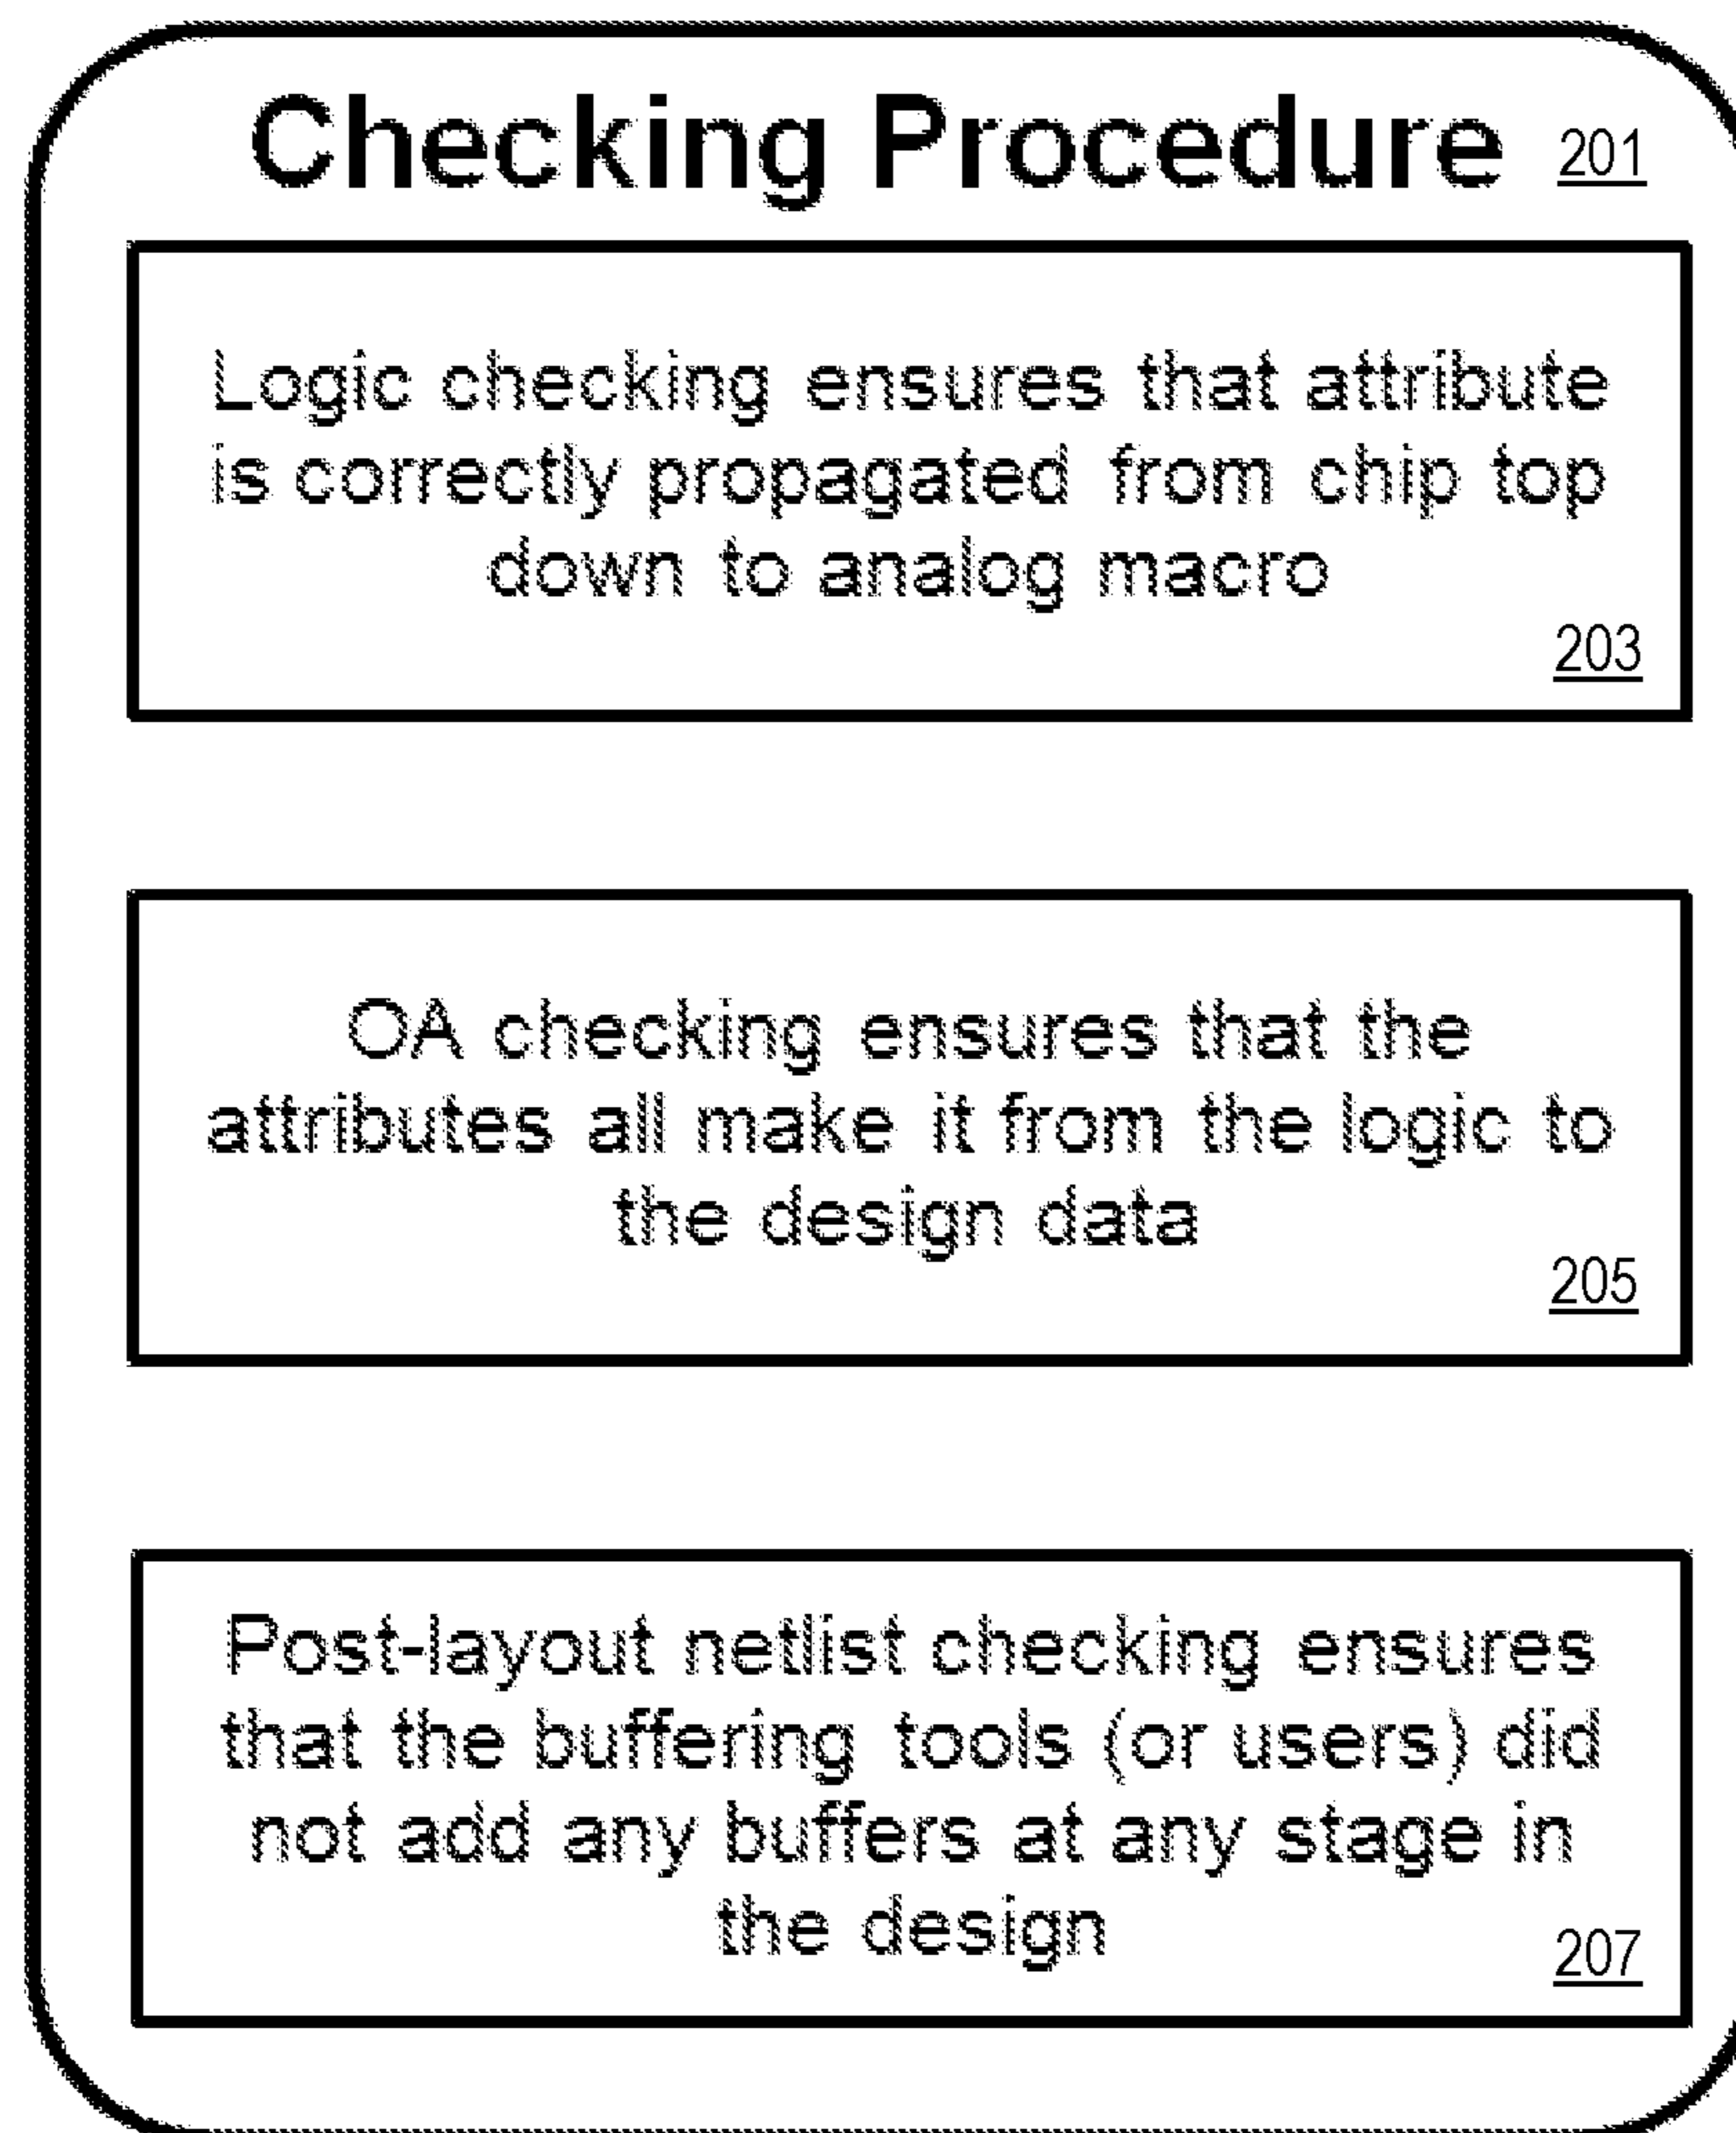 Checking Procedure 201
Logic checking ensures that attribute
is correctly propagated from chip top
down to analog macro
203
OA checking ensures that the
attributes all make it from the logic to
the design data
205
Post-layout netlist checking ensures
that the buffering tools (or users) did
not add any buffers at any stage in
the design
207